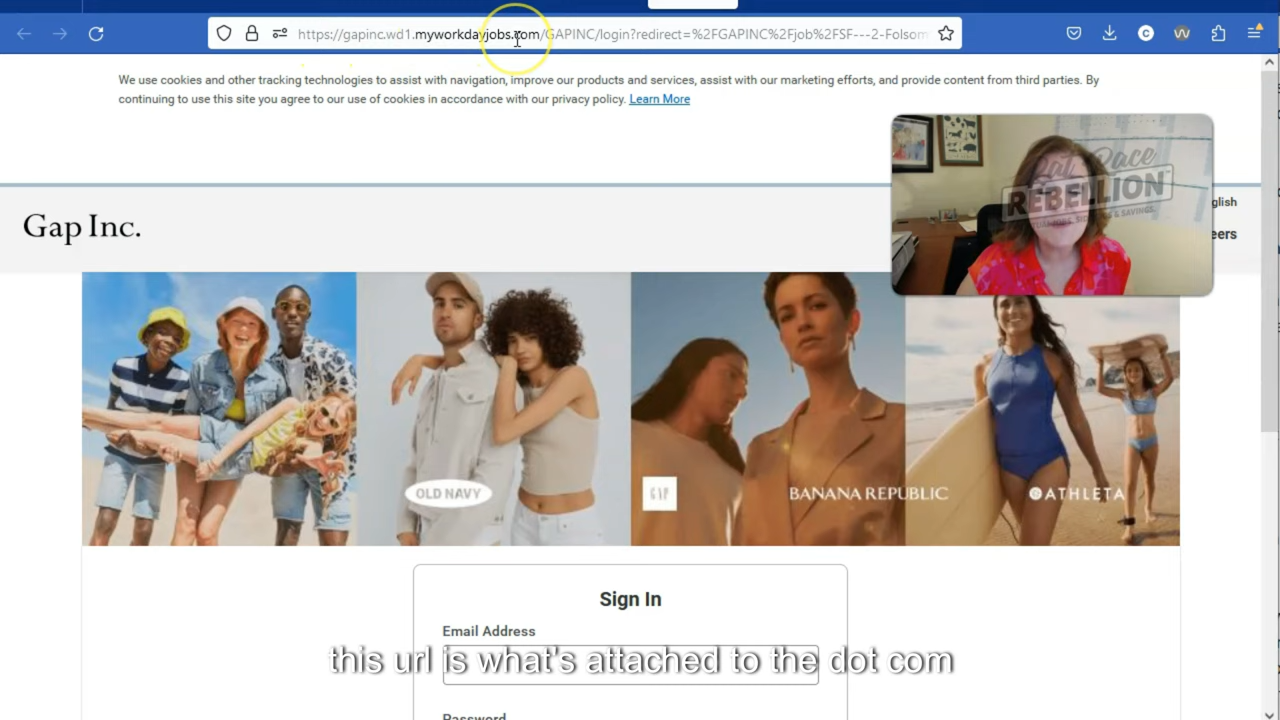 https://gapinc.wd1.myworkdayjobs.com/GAPINC/login?redirect=%2FGAPINC%2Fjob%2FSF---2-Folsom
We use cookies and other tracking technologies to assist with navigation, improve our products and services, assist with our marketing efforts, and provide content from third parties. By
continuing to use this site you agree to our use of cookies in accordance with our privacy policy. Learn More
Rat Race
REBELLION
glish
Gap Inc.
eers
OLD NAVY
GAP
BANANA REPUBLIC
ATHLETA
Sign In
Email Address
this url is what's attached to the dot com
Password